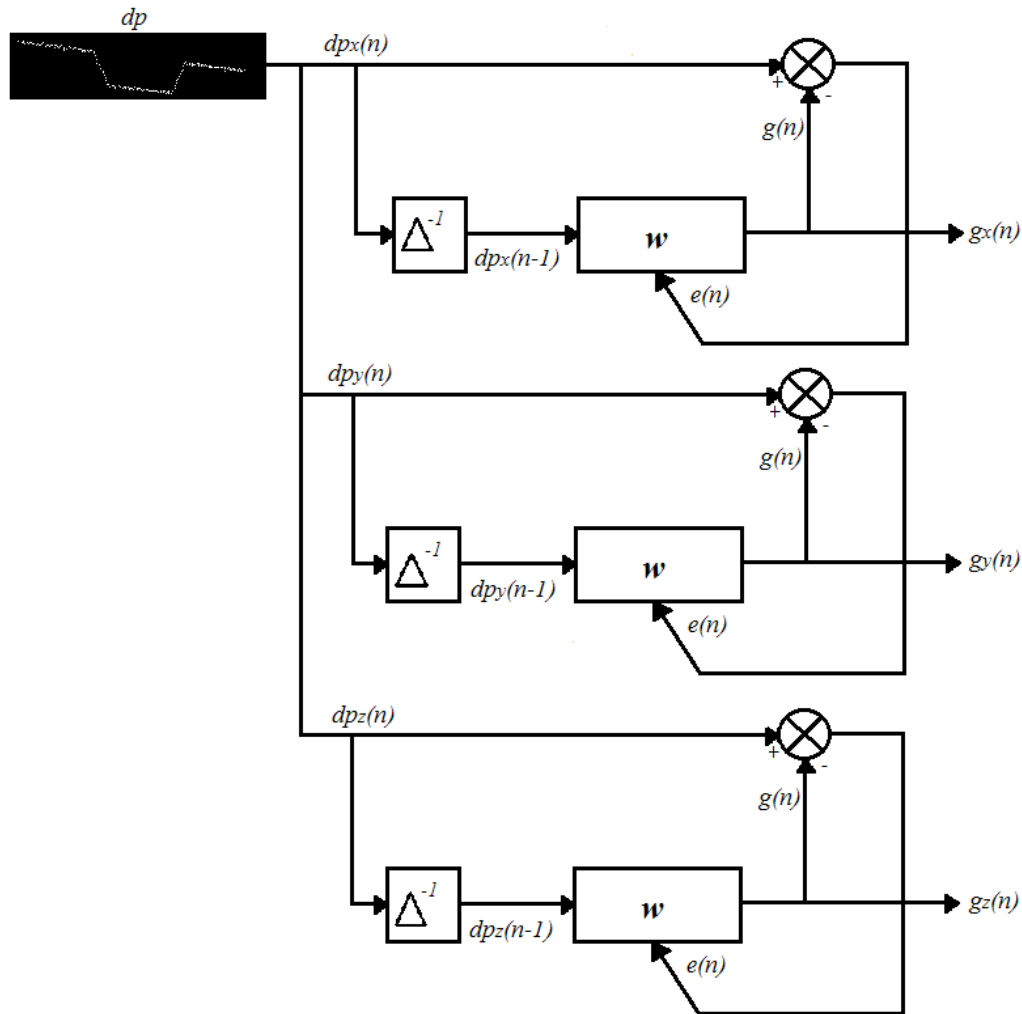 dp
dpx(n)
+
-
g(n)
Δ-1
dpx(n-1)
w
gx(n)
e(n)
dpy(n)
+
-
g(n)
Δ-1
dpy(n-1)
w
gy(n)
e(n)
dpz(n)
+
-
g(n)
Δ-1
dpz(n-1)
w
gz(n)
e(n)